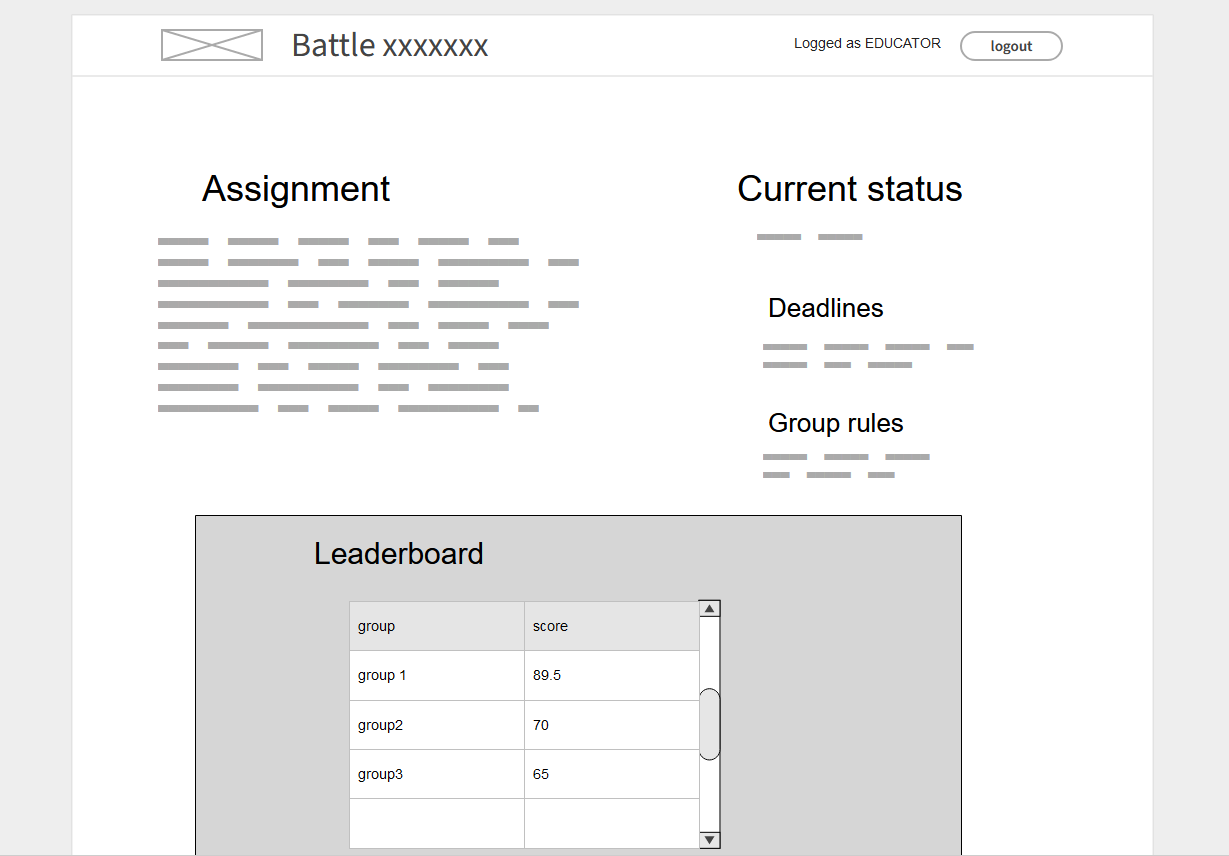 Battle xxxxxxx
Logged as EDUCATOR
logout
Assignment
Current status
Deadlines
Group rules
Leaderboard
group score
group 1 89.5
group2 70
group3 65